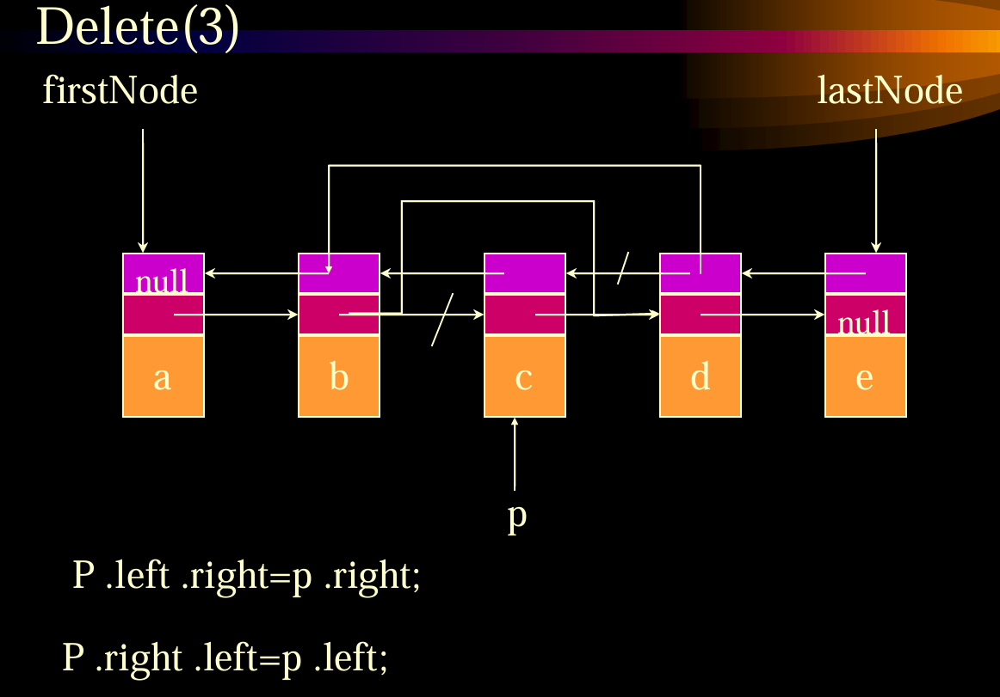 Delete(3)
firstNode lastNode
null
null
a b c d e
p
P .left .right=p .right;
P .right .left=p .left;